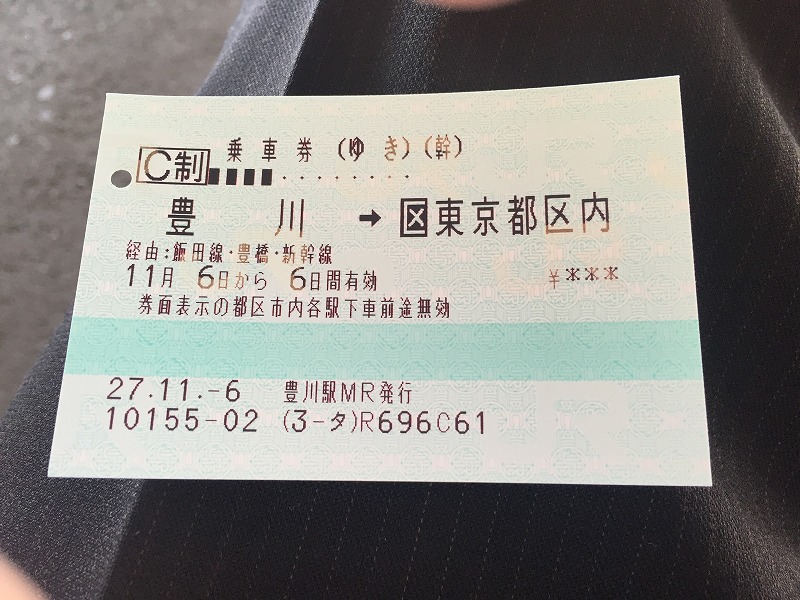 C制 乗車券(ゆき)(幹)
■■■■・・・・・・・・
豊川 → 区東京都区内
経由:飯田線・豊橋・新幹線
11月 6日から 6日間有効 ¥***
券面表示の都区市内各駅下車前途無効
27.11.-6 豊川駅MR発行
10155-02 (3-タ)R696C61